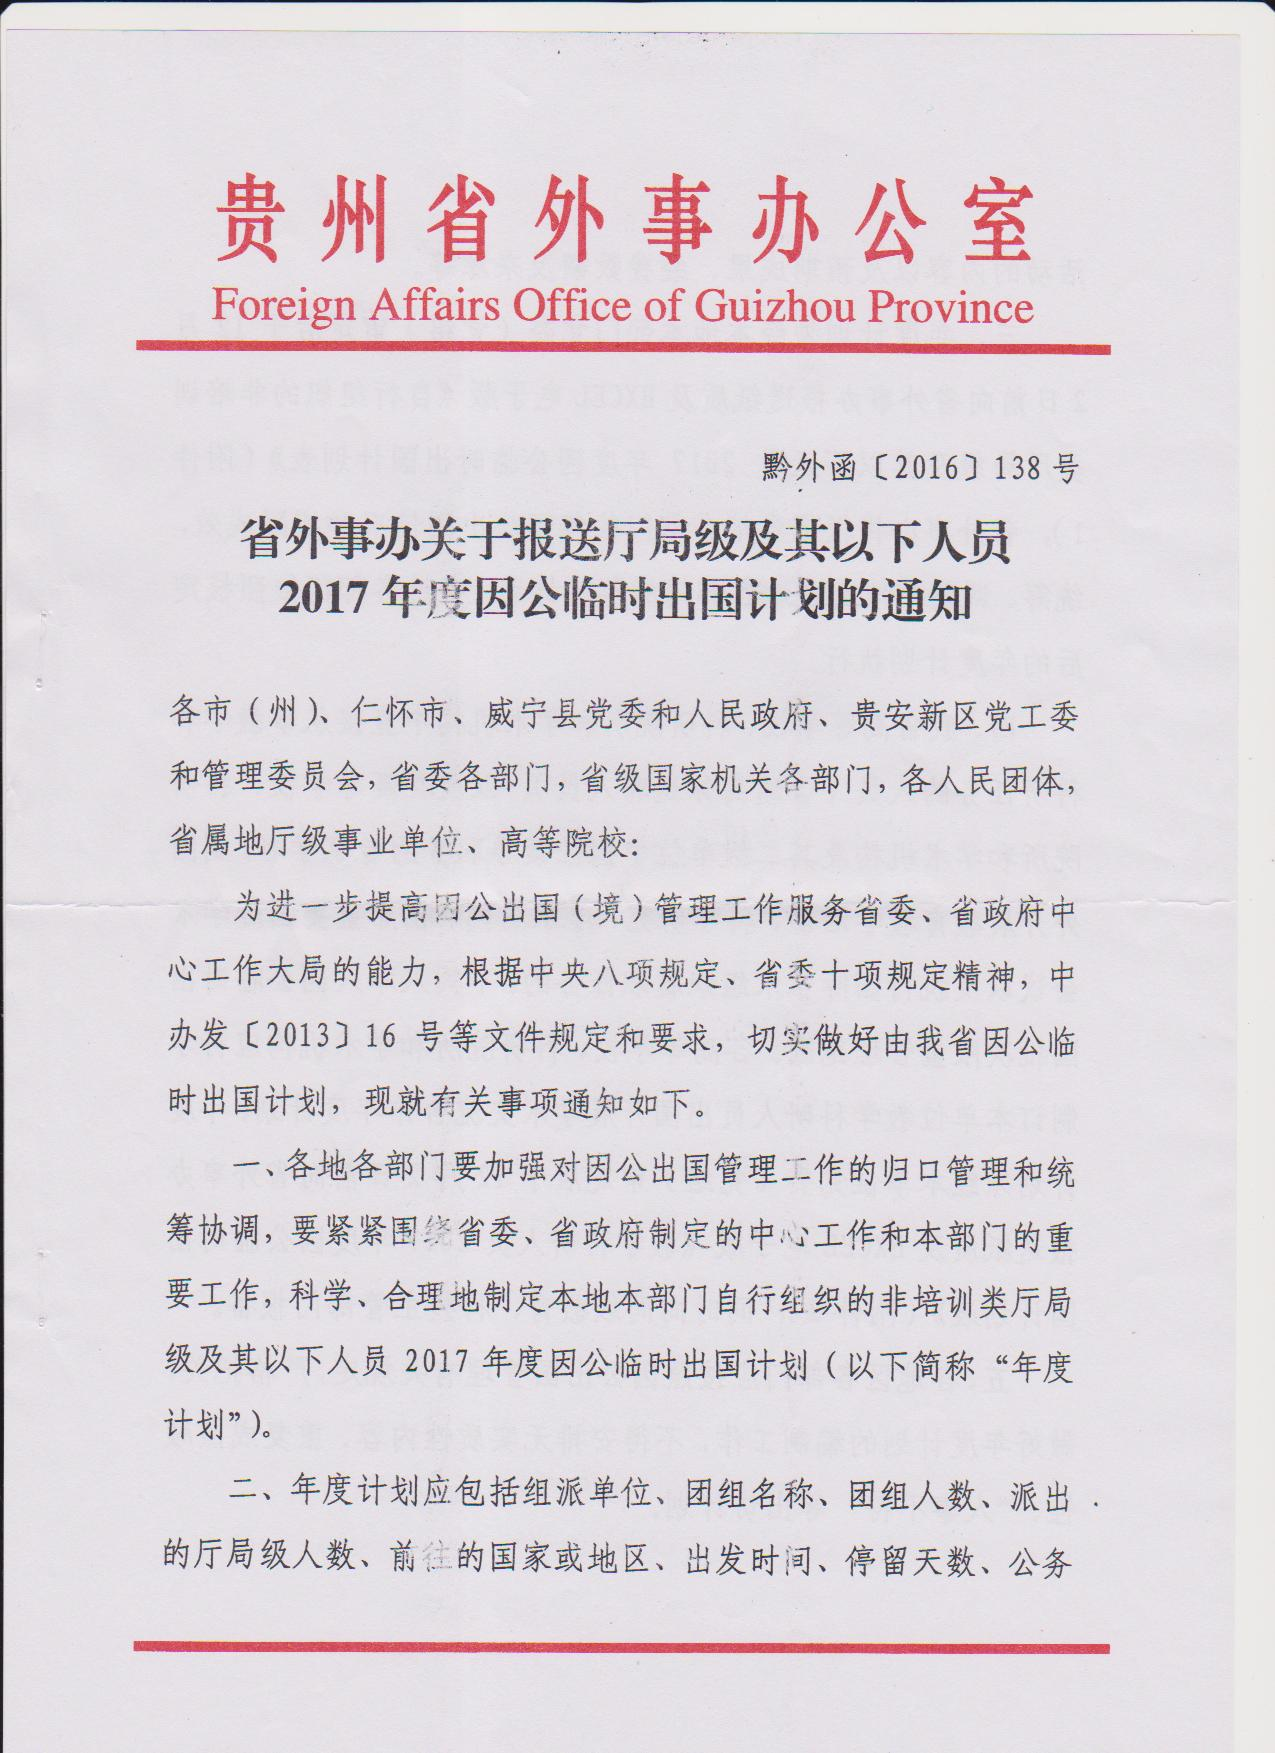 贵州省外事办公室
Foreign Affairs Office of Guizhou Province
黔外函〔2016〕138号
省外事办关于报送厅局级及其以下人员
2017年度因公临时出国计划的通知
各市（州）、仁怀市、威宁县党委和人民政府、贵安新区党工委
和管理委员会，省委各部门，省级国家机关各部门，各人民团体，
省属地厅级事业单位、高等院校：
为进一步提高因公出国（境）管理工作服务省委、省政府中
心工作大局的能力，根据中央八项规定、省委十项规定精神，中
办发〔2013〕16 号等文件规定和要求，切实做好由我省因公临
时出国计划，现就有关事项通知如下。
一、各地各部门要加强对因公出国管理工作的归口管理和统
筹协调，要紧紧围绕省委、省政府制定的中心工作和本部门的重
要工作，科学、合理地制定本地本部门自行组织的非培训类厅局
级及其以下人员 2017 年度因公临时出国计划（以下简称“年度
计划”）。
二、年度计划应包括组派单位、团组名称、团组人数、派出
的厅局级人数、前往的国家或地区、出发时间、停留天数、公务